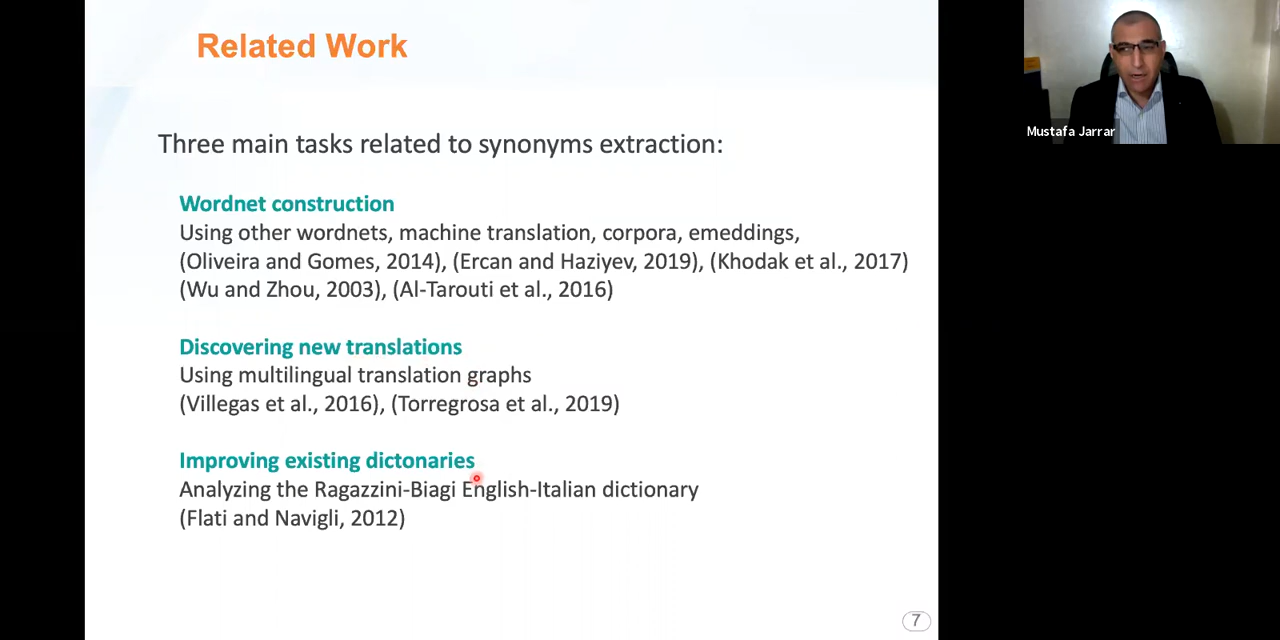 Related Work
Mustafa Jarrar
Three main tasks related to synonyms extraction:
Wordnet construction
Using other wordnets, machine translation, corpora, emeddings,
(Oliveira and Gomes, 2014), (Ercan and Haziyev, 2019), (Khodak et al., 2017)
(Wu and Zhou, 2003), (Al-Tarouti et al., 2016)
Discovering new translations
Using multilingual translation graphs
(Villegas et al., 2016), (Torregrosa et al., 2019)
Improving existing dictonaries
Analyzing the Ragazzini-Biagi English-Italian dictionary
(Flati and Navigli, 2012)
7